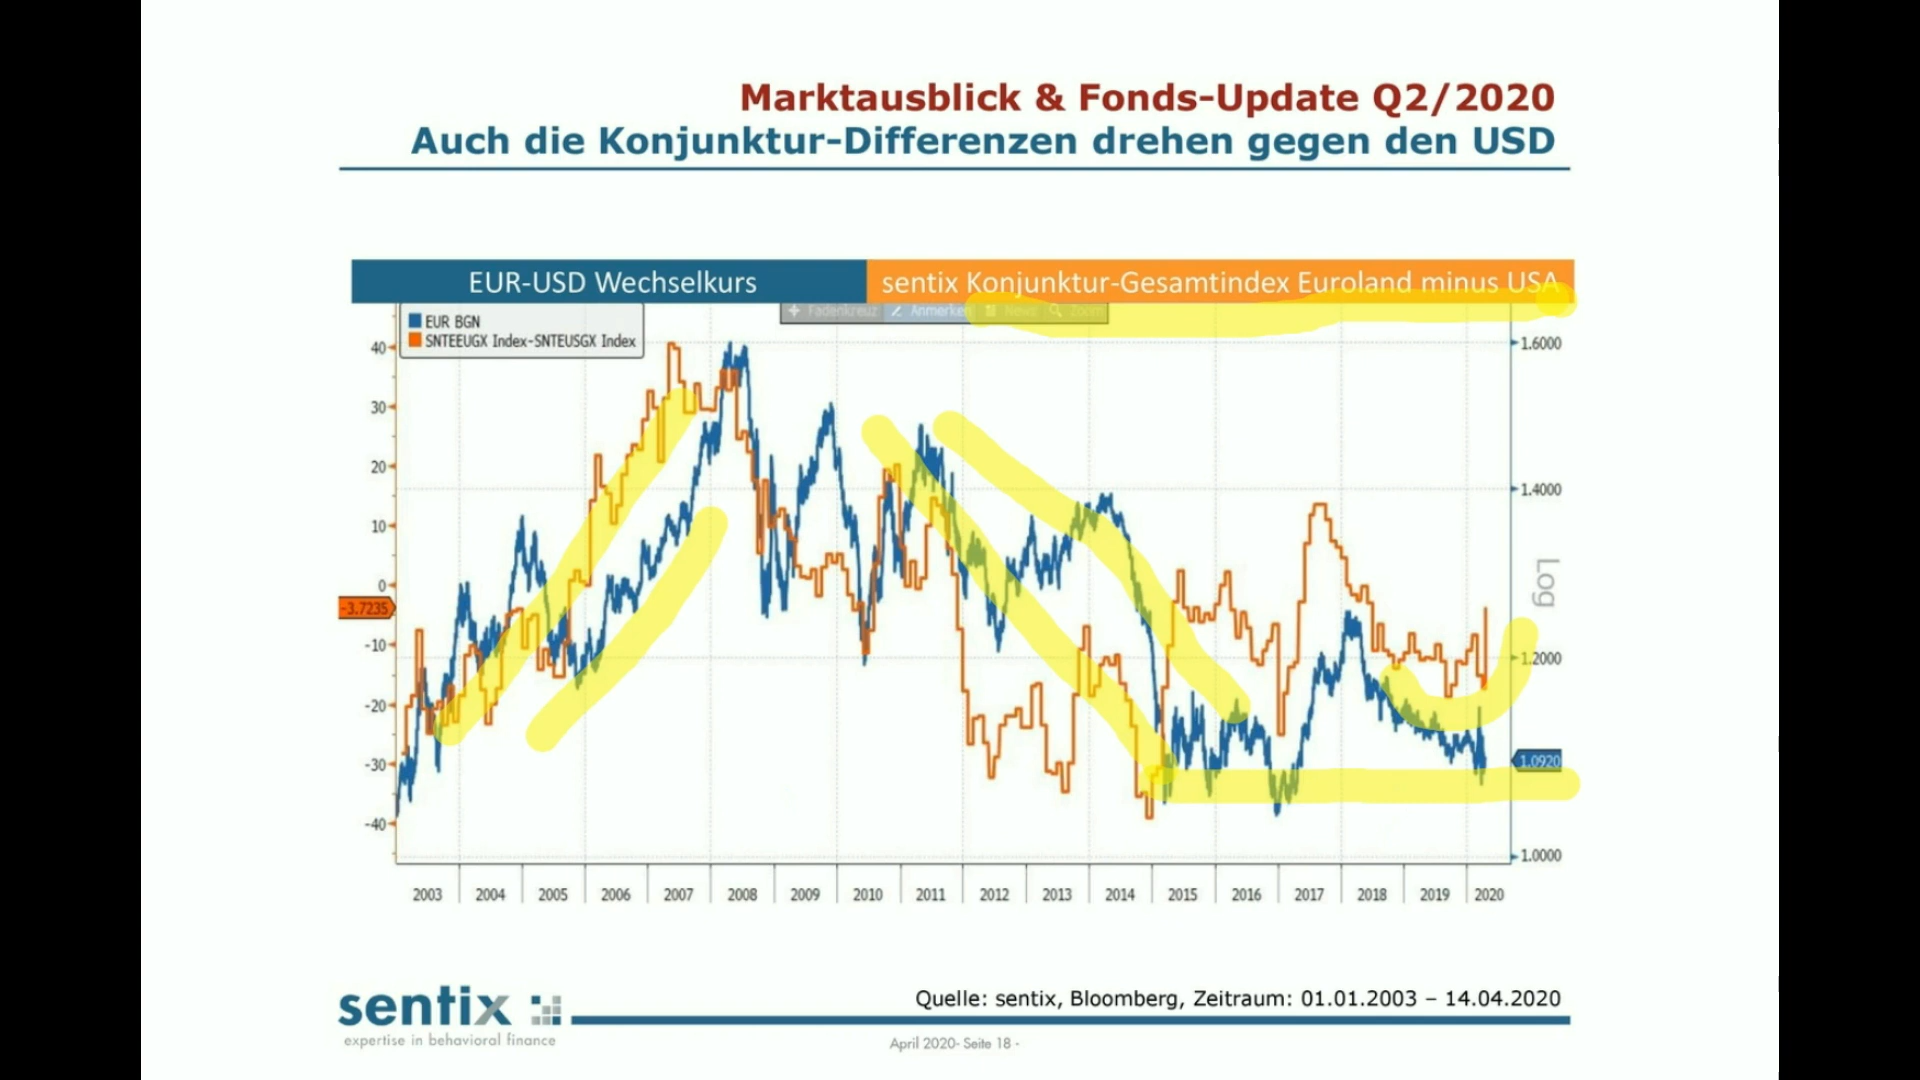 Marktausblick & Fonds-Update Q2/2020
Auch die Konjunktur-Differenzen drehen gegen den USD
EUR-USD Wechselkurs
sentix Konjunktur-Gesamtindex Euroland minus USA
Fadenkreuz Anmerken News Zoom
EUR BGN
SNTEEUGX Index-SNTEUSGX Index
40
30
20
10
0
-3.7235
-10
-20
-30
-40
1.6000
1.4000
Log
1.2000
1.0920
1.0000
2003 2004 2005 2006 2007 2008 2009 2010 2011 2012 2013 2014 2015 2016 2017 2018 2019 2020
sentix
expertise in behavioral finance
Quelle: sentix, Bloomberg, Zeitraum: 01.01.2003 – 14.04.2020
April 2020- Seite 18 -